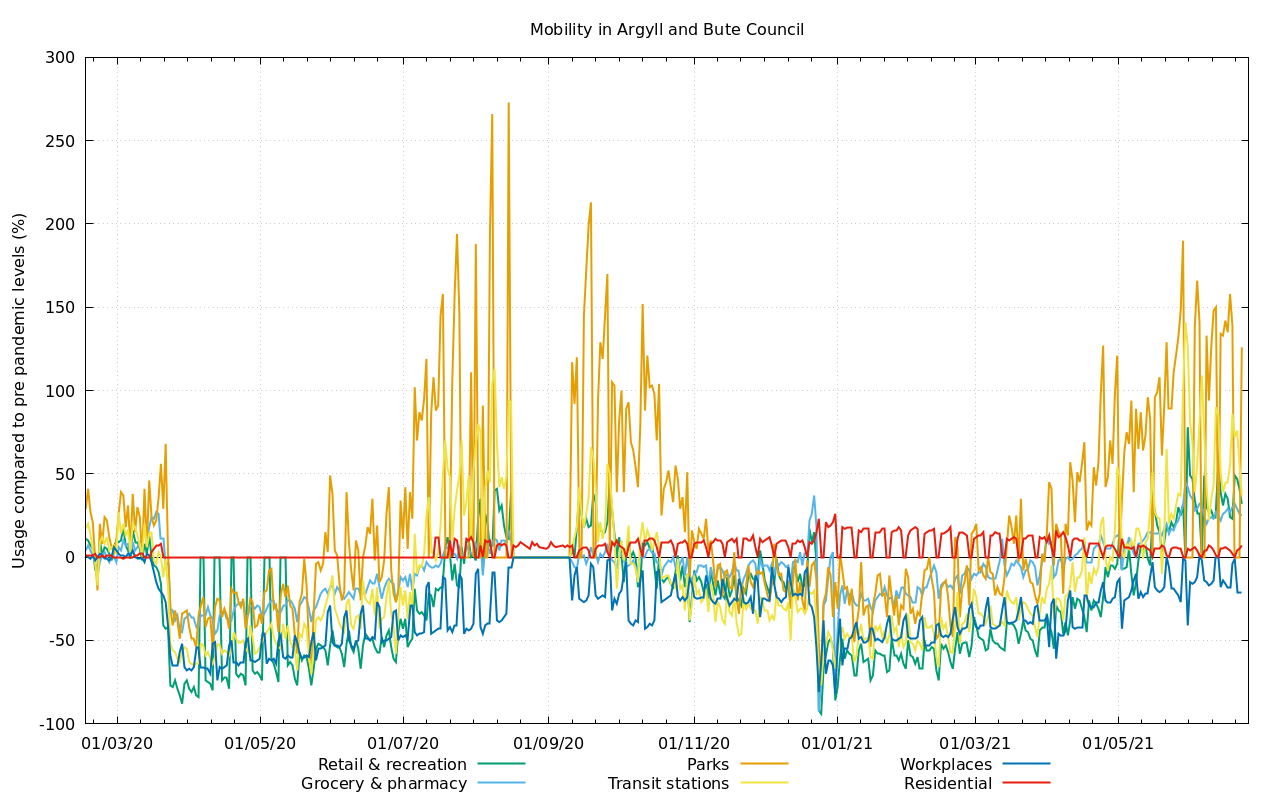 Mobility in Argyll and Bute Council
Usage compared to pre pandemic levels (%)
300
250
200
150
100
50
0
-50
-100
01/03/20 01/05/20 01/07/20 01/09/20 01/11/20 01/01/21 01/03/21 01/05/21
Retail & recreation Parks Workplaces
Grocery & pharmacy Transit stations Residential